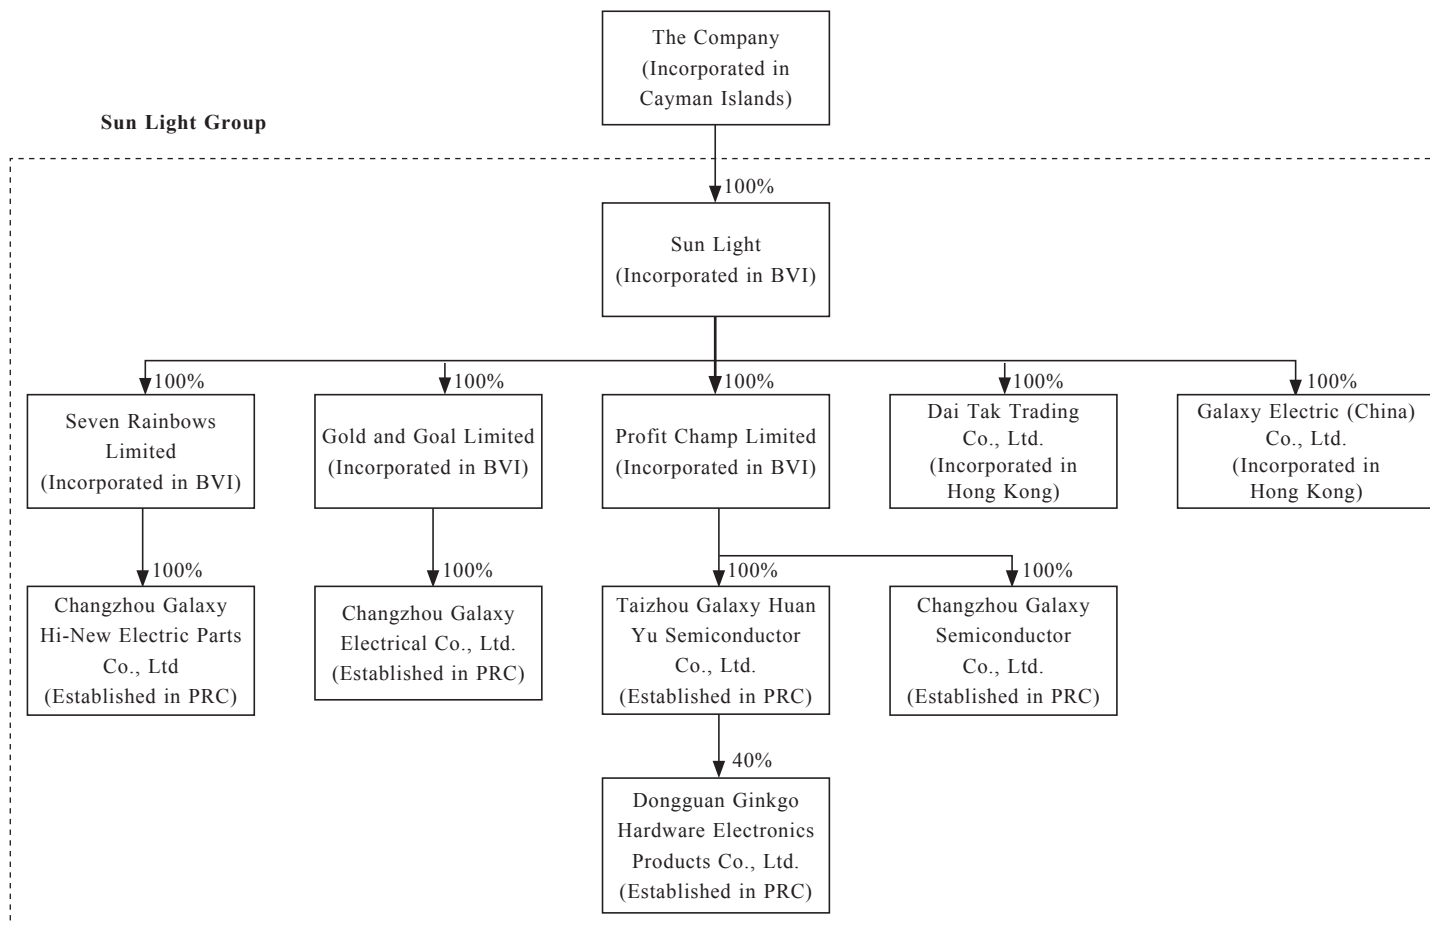 The Company
(Incorporated in
Cayman Islands)
Sun Light Group
100%
Sun Light
(Incorporated in BVI)
100%
100%
100%
100%
100%
Seven Rainbows
Limited
(Incorporated in BVI)
Gold and Goal Limited
(Incorporated in BVI)
Profit Champ Limited
(Incorporated in BVI)
Dai Tak Trading
Co., Ltd.
(Incorporated in
Hong Kong)
Galaxy Electric (China)
Co., Ltd.
(Incorporated in
Hong Kong)
100%
100%
100%
100%
Changzhou Galaxy
Hi-New Electric Parts
Co., Ltd
(Established in PRC)
Changzhou Galaxy
Electrical Co., Ltd.
(Established in PRC)
Taizhou Galaxy Huan
Yu Semiconductor
Co., Ltd.
(Established in PRC)
Changzhou Galaxy
Semiconductor
Co., Ltd.
(Established in PRC)
40%
Dongguan Ginkgo
Hardware Electronics
Products Co., Ltd.
(Established in PRC)